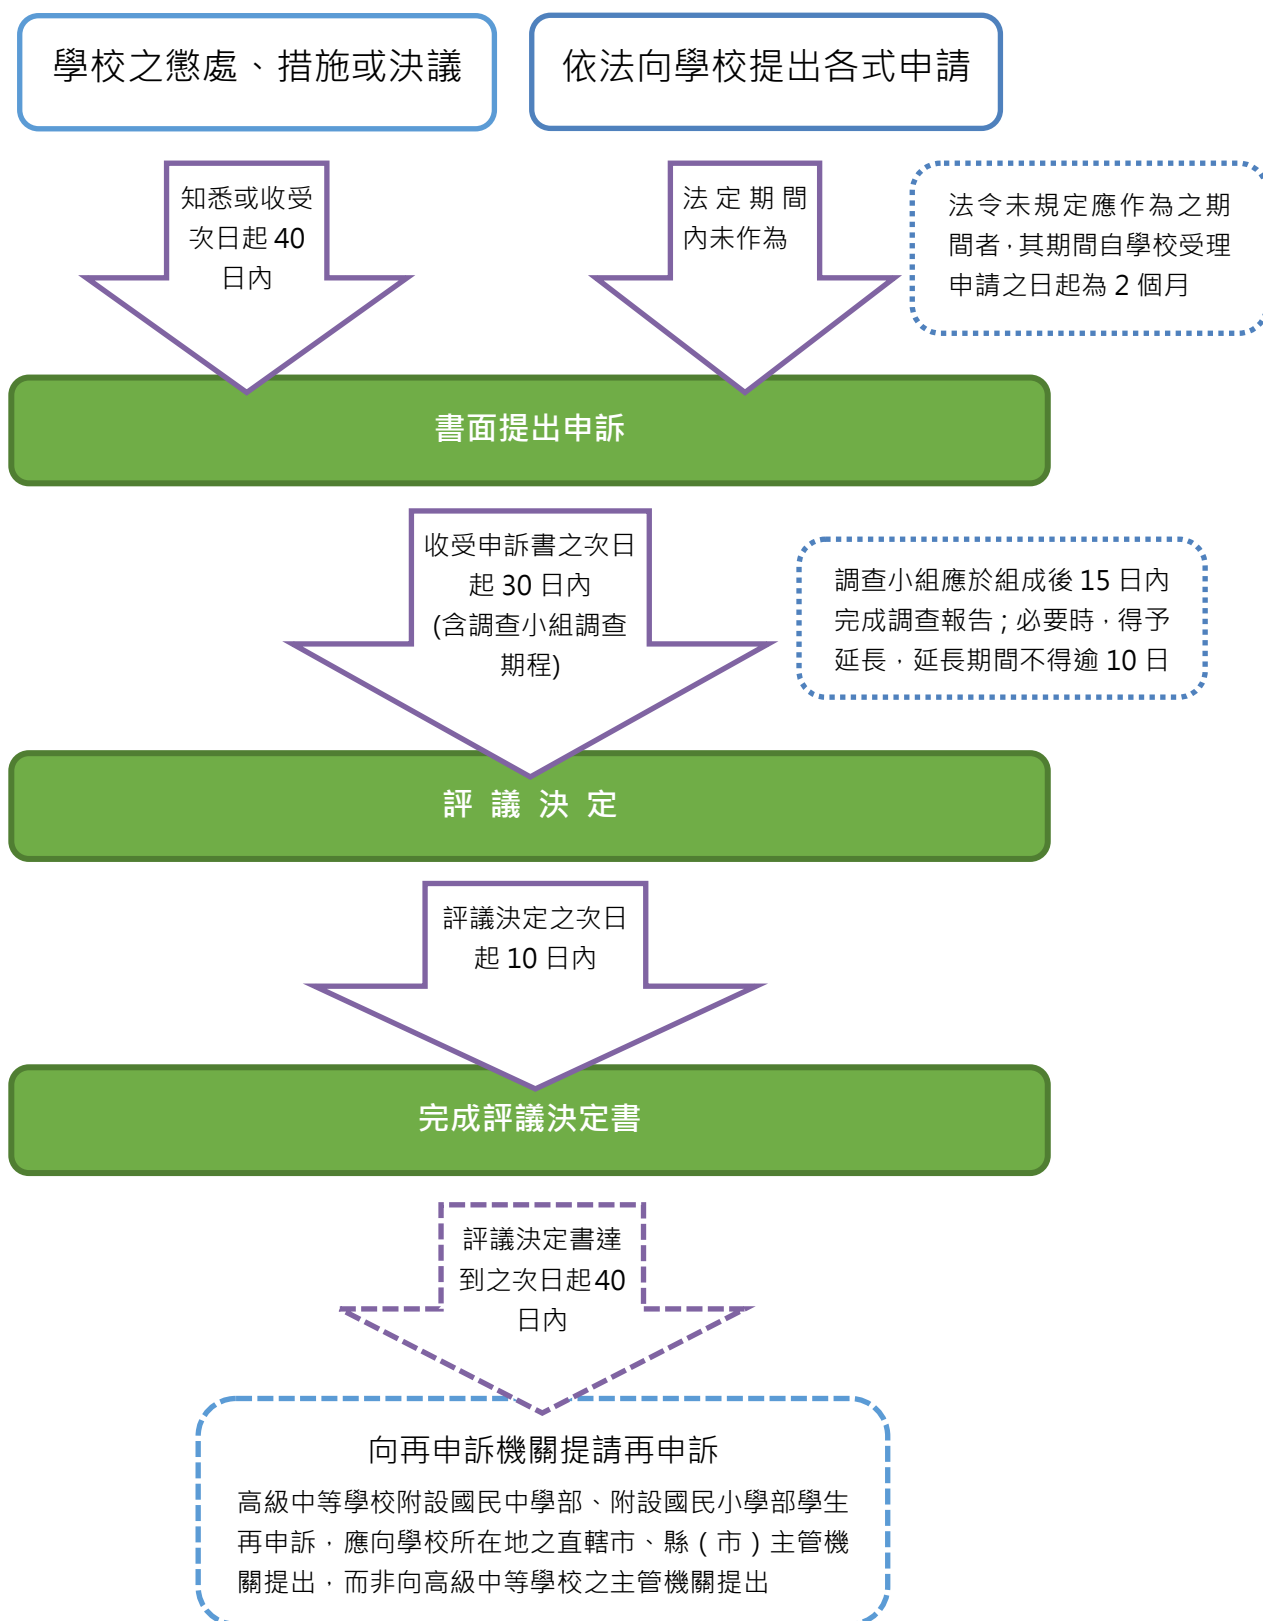 學校之懲處、措施或決議
依法向學校提出各式申請
知悉或收受
次日起 40
日內
法定期間
內未作為
法令未規定應作為之期
間者，其期間自學校受理
申請之日起為 2 個月
書面提出申訴
收受申訴書之次日
起 30 日內
(含調查小組調查
期程)
調查小組應於組成後 15 日內
完成調查報告；必要時，得予
延長，延長期間不得逾 10 日
評 議 決 定
評議決定之次日
起 10 日內
完成評議決定書
評議決定書達
到之次日起40
日內
向再申訴機關提請再申訴
高級中等學校附設國民中學部、附設國民小學部學生
再申訴，應向學校所在地之直轄市、縣（市）主管機
關提出，而非向高級中等學校之主管機關提出